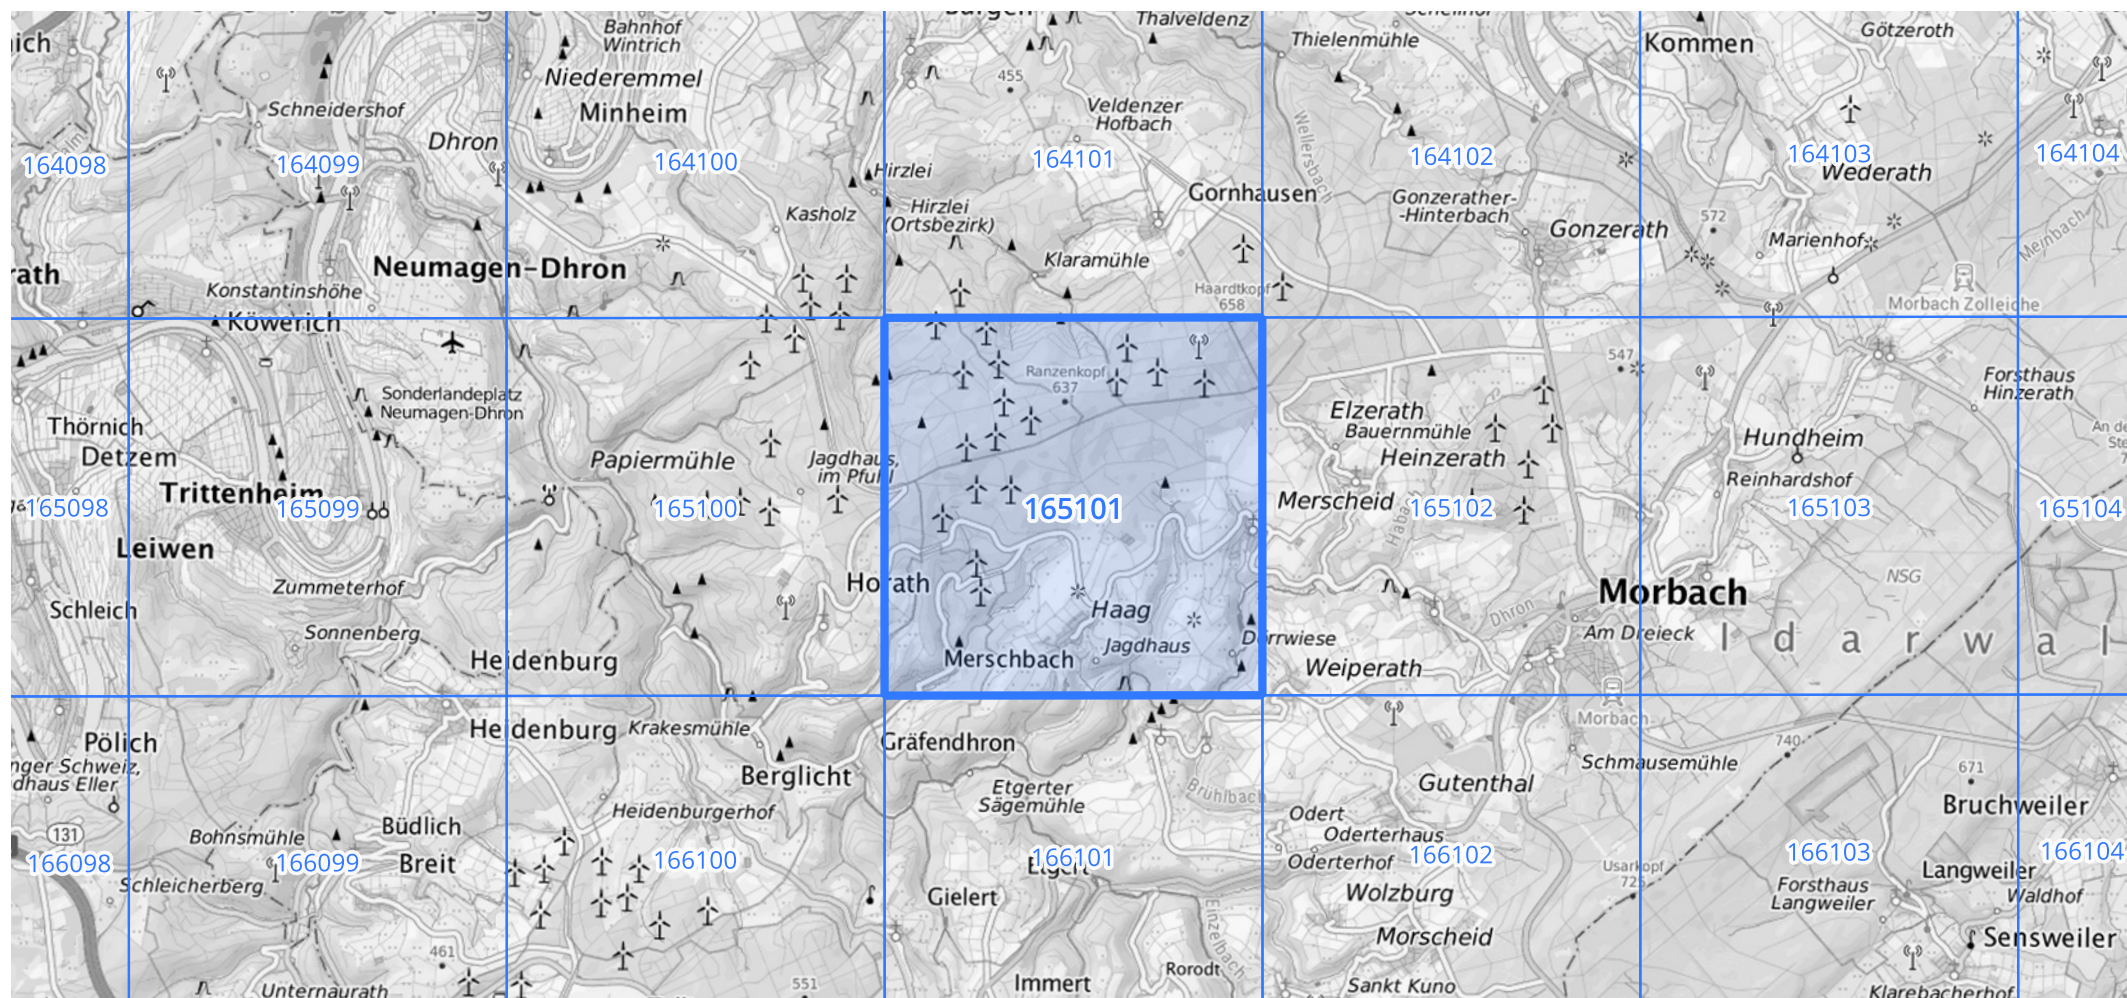 Bahnhof
Wintrich
Niederemmel
Minheim
Schneidershof
Dhron
164098
164099
164100
Kasholz
Neumagen-Dhron
Konstantinshöhe
Köwerich
455
Thalveldenz
Veldenzer
Hofbach
164101
Hirzlei
Hirzlei
(Ortsbezirk)
Klaramühle
Gornhausen
Haardtkopf
658
Thielenmühle
Wellersbach
164102
Gonzerather-
-Hinterbach
Gonzerath
Kommen
Götzeroth
164103
164104
Wederath
572
Marienhof
Meinbach
Morbach Zolleiche
Sonderlandeplatz
Neumagen-Dhron
Thörnich
Detzem
Trittenheim
165098
165099
Leiwen
Zummeterhof
Schleich
Sonnenberg
Heidenburg
Papiermühle
Jagdhaus,
im Pfuhl
165100
Horath
Ranzenkopf
637
165101
Haag
Jagdhaus
Merschbach
Dörrwiese
547
Elzerath
Bauernmühle
Heinzerath
Merscheid
165102
Dhron
Weiperath
Morbach
Am Dreieck
Forsthaus
Hinzerath
Hundheim
Reinhardshof
165103
165104
NSG
I d a r w a l
Morbach
Pölich
131
166098
Bohnsmühle
166099
Schleicherberg
Büdlich
Breit
461
Unternaurath
Heidenburg
Krakesmühle
Berglicht
Heidenburgerhof
166100
551
Gräfendhron
Etgerter
Sägemühle
Brühlbach
166101
Etgert
Gielert
Einzelbach
Immert
Rorodt
Gutenthal
Schmausemühle
Odert
Oderterhaus
Oderterhof
166102
Wolzburg
Morscheid
Sankt Kuno
Usarkopf
725
740
671
Bruchweiler
166103
166104
Langweiler
Forsthaus
Langweiler
Waldhof
Sensweiler
Klarebacherhof